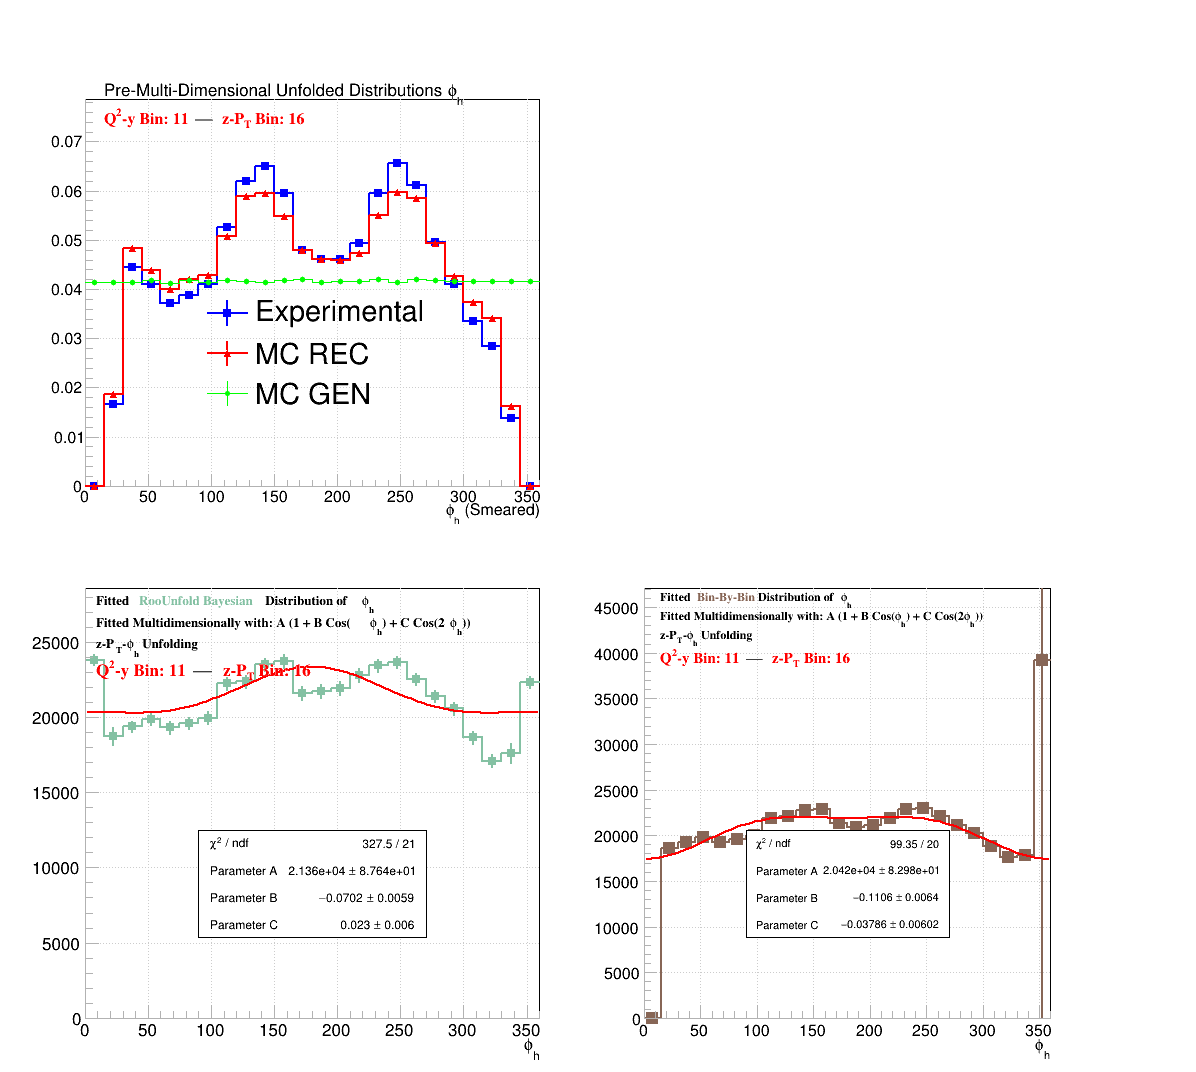 Pre-Multi-Dimensional Unfolded Distributions ϕh
Q2-y Bin: 11 — z-PT Bin: 16
0.07
0.06
0.05
0.04
0.03
0.02
0.01
0
Experimental
MC REC
MC GEN
0 50 100 150 200 250 300 350
ϕh (Smeared)
Fitted RooUnfold Bayesian Distribution of ϕh
Fitted Multidimensionally with: A (1 + B Cos( ϕh) + C Cos(2 ϕh))
z-PT-ϕh Unfolding
Q2-y Bin: 11 — z-PT Bin: 16
25000
20000
15000
10000
5000
0
χ2 / ndf 327.5 / 21
Parameter A 2.136e+04 ± 8.764e+01
Parameter B −0.0702 ± 0.0059
Parameter C 0.023 ± 0.006
0 50 100 150 200 250 300 350
ϕh
Fitted Bin-By-Bin Distribution of ϕh
Fitted Multidimensionally with: A (1 + B Cos(ϕh) + C Cos(2ϕh))
z-PT-ϕh Unfolding
Q2-y Bin: 11 — z-PT Bin: 16
45000
40000
35000
30000
25000
20000
15000
10000
5000
0
χ2 / ndf 99.35 / 20
Parameter A 2.042e+04 ± 8.298e+01
Parameter B −0.1106 ± 0.0064
Parameter C −0.03786 ± 0.00602
0 50 100 150 200 250 300 350
ϕh